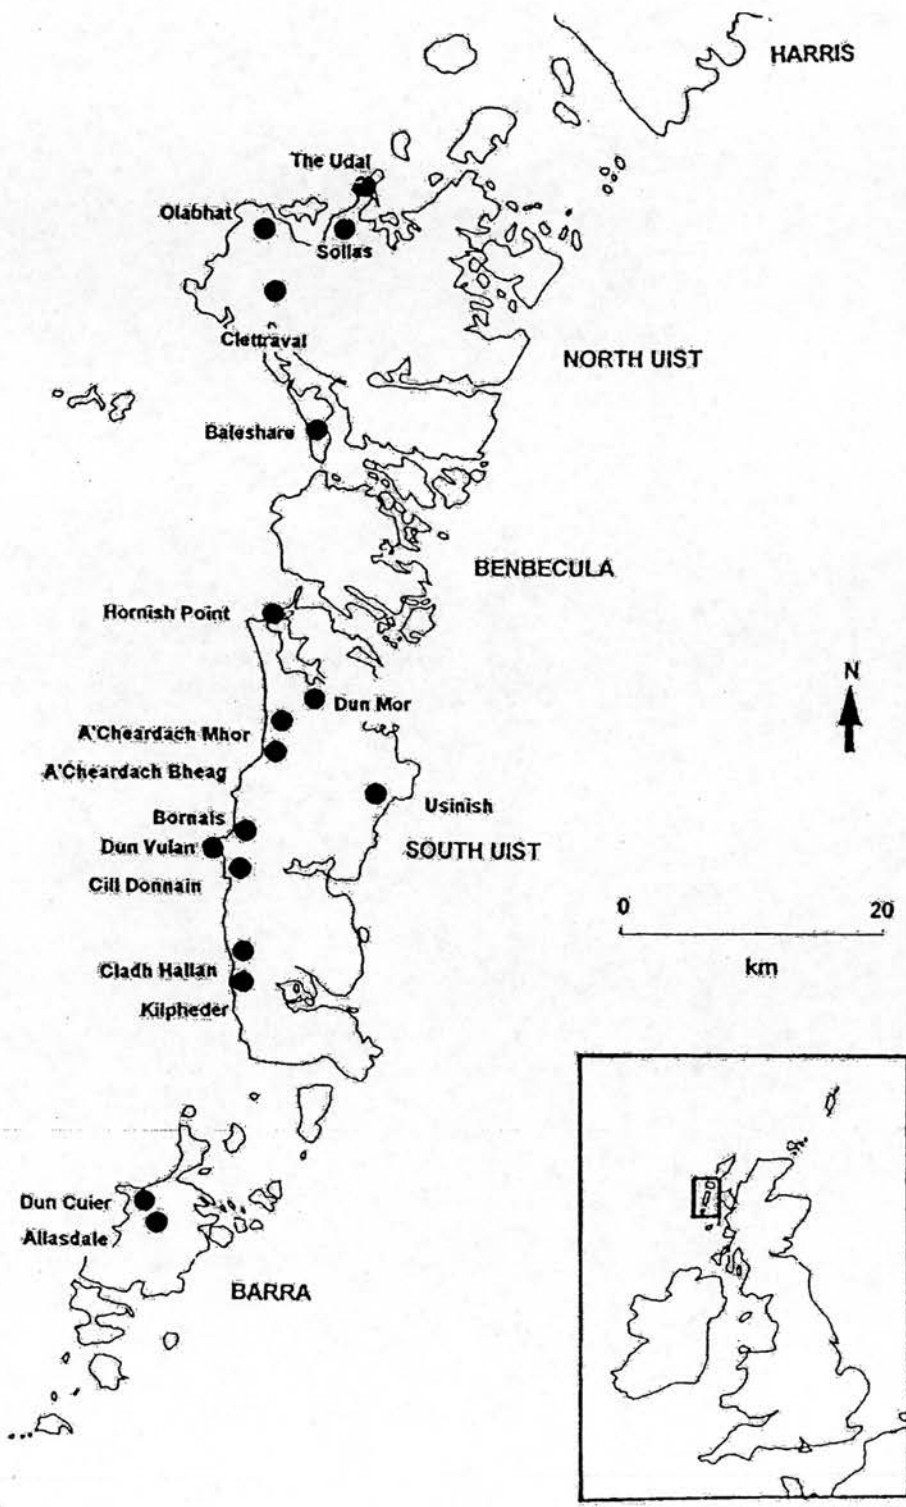 HARRIS
The Udal
Olabhat
Sollas
Clettraval
NORTH UIST
Baleshare
BENBECULA
Hornish Point
N
Dun Mor
A'Cheardach Mhor
A'Cheardach Bheag
Usinish
Bornais
Dun Vulan
SOUTH UIST
Cill Donnain
0 20
km
Cladh Hallan
Kilpheder
Dun Cuier
Allasdale
BARRA